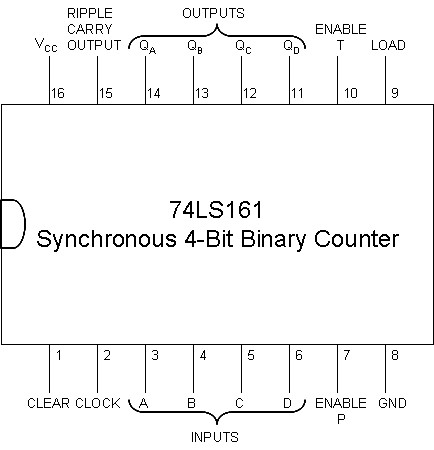 RIPPLE CARRY OUTPUT
OUTPUTS
VCC
QA QB QC QD
ENABLE T
LOAD
16 15 14 13 12 11 10 9
74LS161
Synchronous 4-Bit Binary Counter
1 2 3 4 5 6 7 8
CLEAR CLOCK A B C D ENABLE P GND
INPUTS